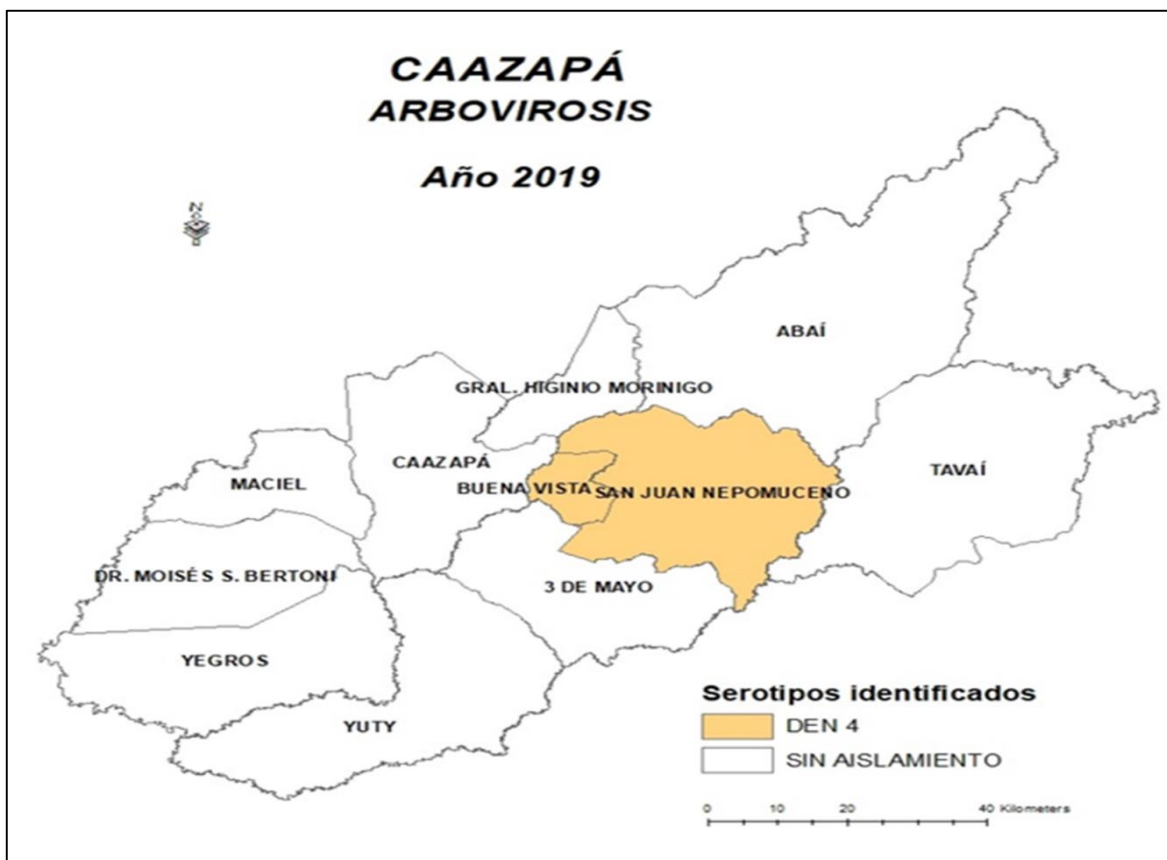 CAAZAPÁ
ARBOVIROSIS
Año 2019
N
ABAÍ
GRAL. HIGINIO MORINIGO
CAAZAPÁ
TAVAÍ
MACIEL
BUENA VISTA
SAN JUAN NEPOMUCENO
DR. MOISÉS S. BERTONI
3 DE MAYO
YEGROS
YUTY
Serotipos identificados
DEN 4
SIN AISLAMIENTO
0 10 20 40 Kilometers